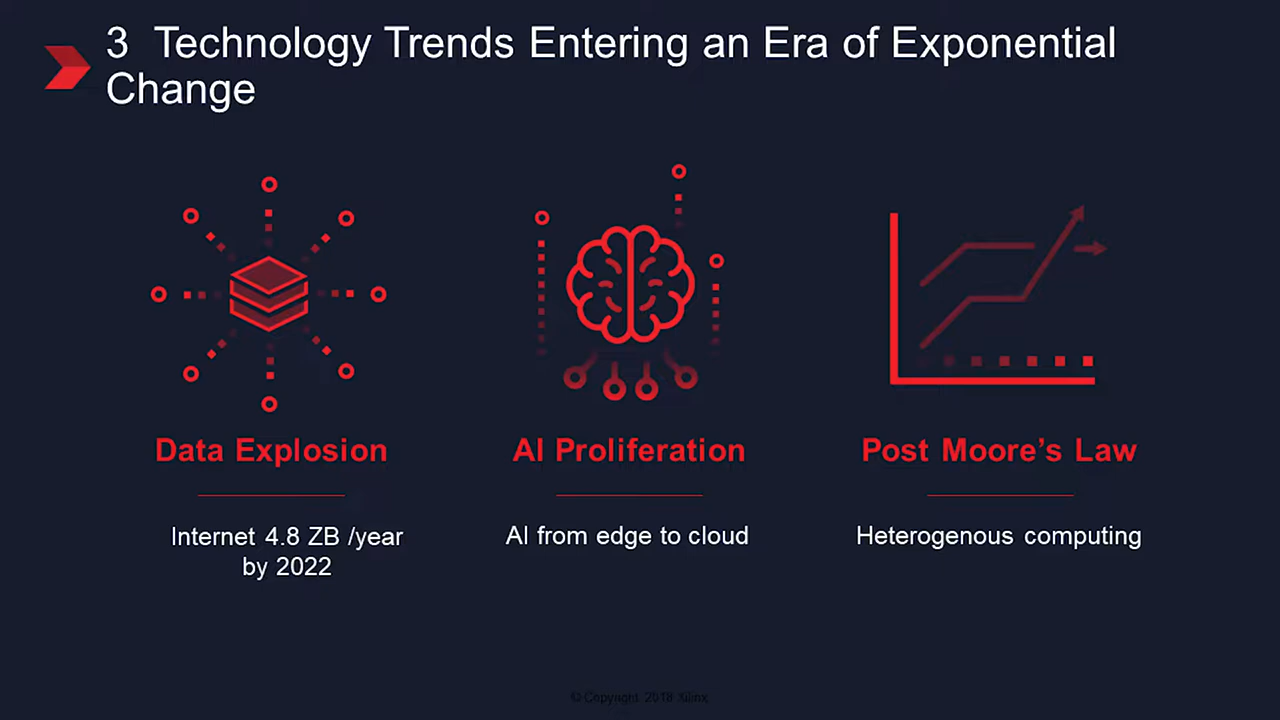 3 Technology Trends Entering an Era of Exponential
Change
Data Explosion
Internet 4.8 ZB /year
by 2022
AI Proliferation
AI from edge to cloud
Post Moore’s Law
Heterogenous computing
© Copyright 2018 Xilinx